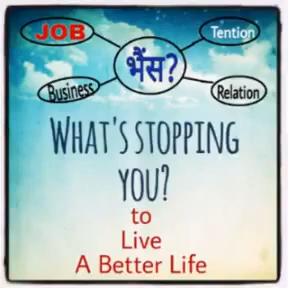 JOB
Tention
भैंस?
Business
Relation
WHAT'S STOPPING
YOU?
to
Live
A Better Life